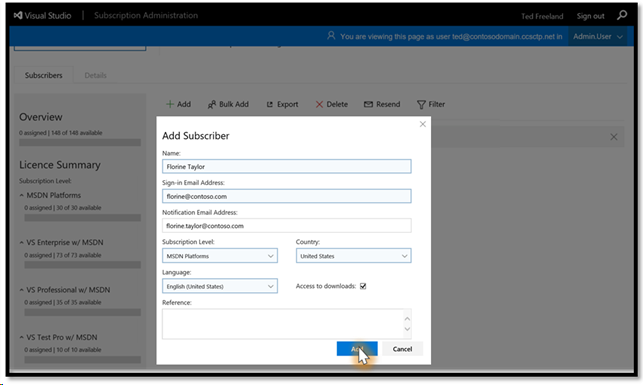 Visual Studio Subscription Administration Ted Freeland Sign out
You are viewing this page as user ted@contosodomain.ccsctp.net in Admin.User
Subscribers Details
Overview
0 assigned | 148 of 148 available
Licence Summary
Subscription Level:
MSDN Platforms
0 assigned | 30 of 30 available
VS Enterprise w/ MSDN
0 assigned | 73 of 73 available
VS Professional w/ MSDN
0 assigned | 35 of 35 available
VS Test Pro w/ MSDN
0 assigned | 10 of 10 available
Add Bulk Add Export Delete Resend Filter
Add Subscriber
Name:
Florine Taylor
Sign-in Email Address:
florine@contoso.com
Notification Email Address:
florine.taylor@contoso.com
Subscription Level: Country:
MSDN Platforms United States
Language:
English (United States) Access to downloads:
Reference:
Cancel